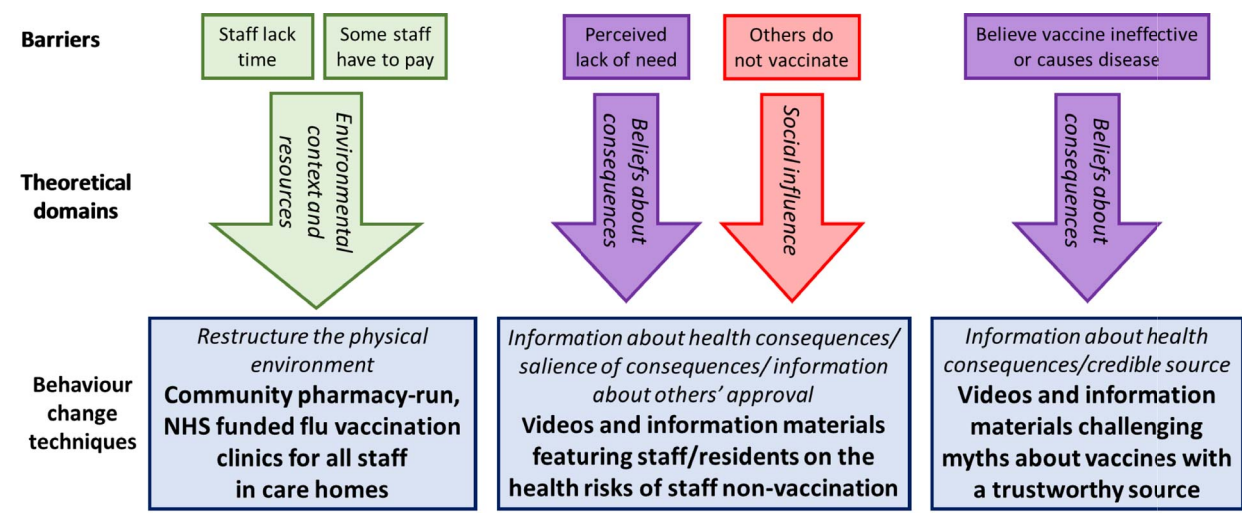 Barriers
Staff lack
time
Some staff
have to pay
Perceived
lack of need
Others do
not vaccinate
Believe vaccine ineffective
or causes disease
Theoretical
domains
Environmental
context and
resources
Beliefs about
consequences
Social influence
Beliefs about
consequences
Behaviour
change
techniques
Restructure the physical
environment
Community pharmacy-run,
NHS funded flu vaccination
clinics for all staff
in care homes
Information about health consequences/
salience of consequences/ information
about others’ approval
Videos and information materials
featuring staff/residents on the
health risks of staff non-vaccination
Information about health
consequences/credible source
Videos and information
materials challenging
myths about vaccines with
a trustworthy source